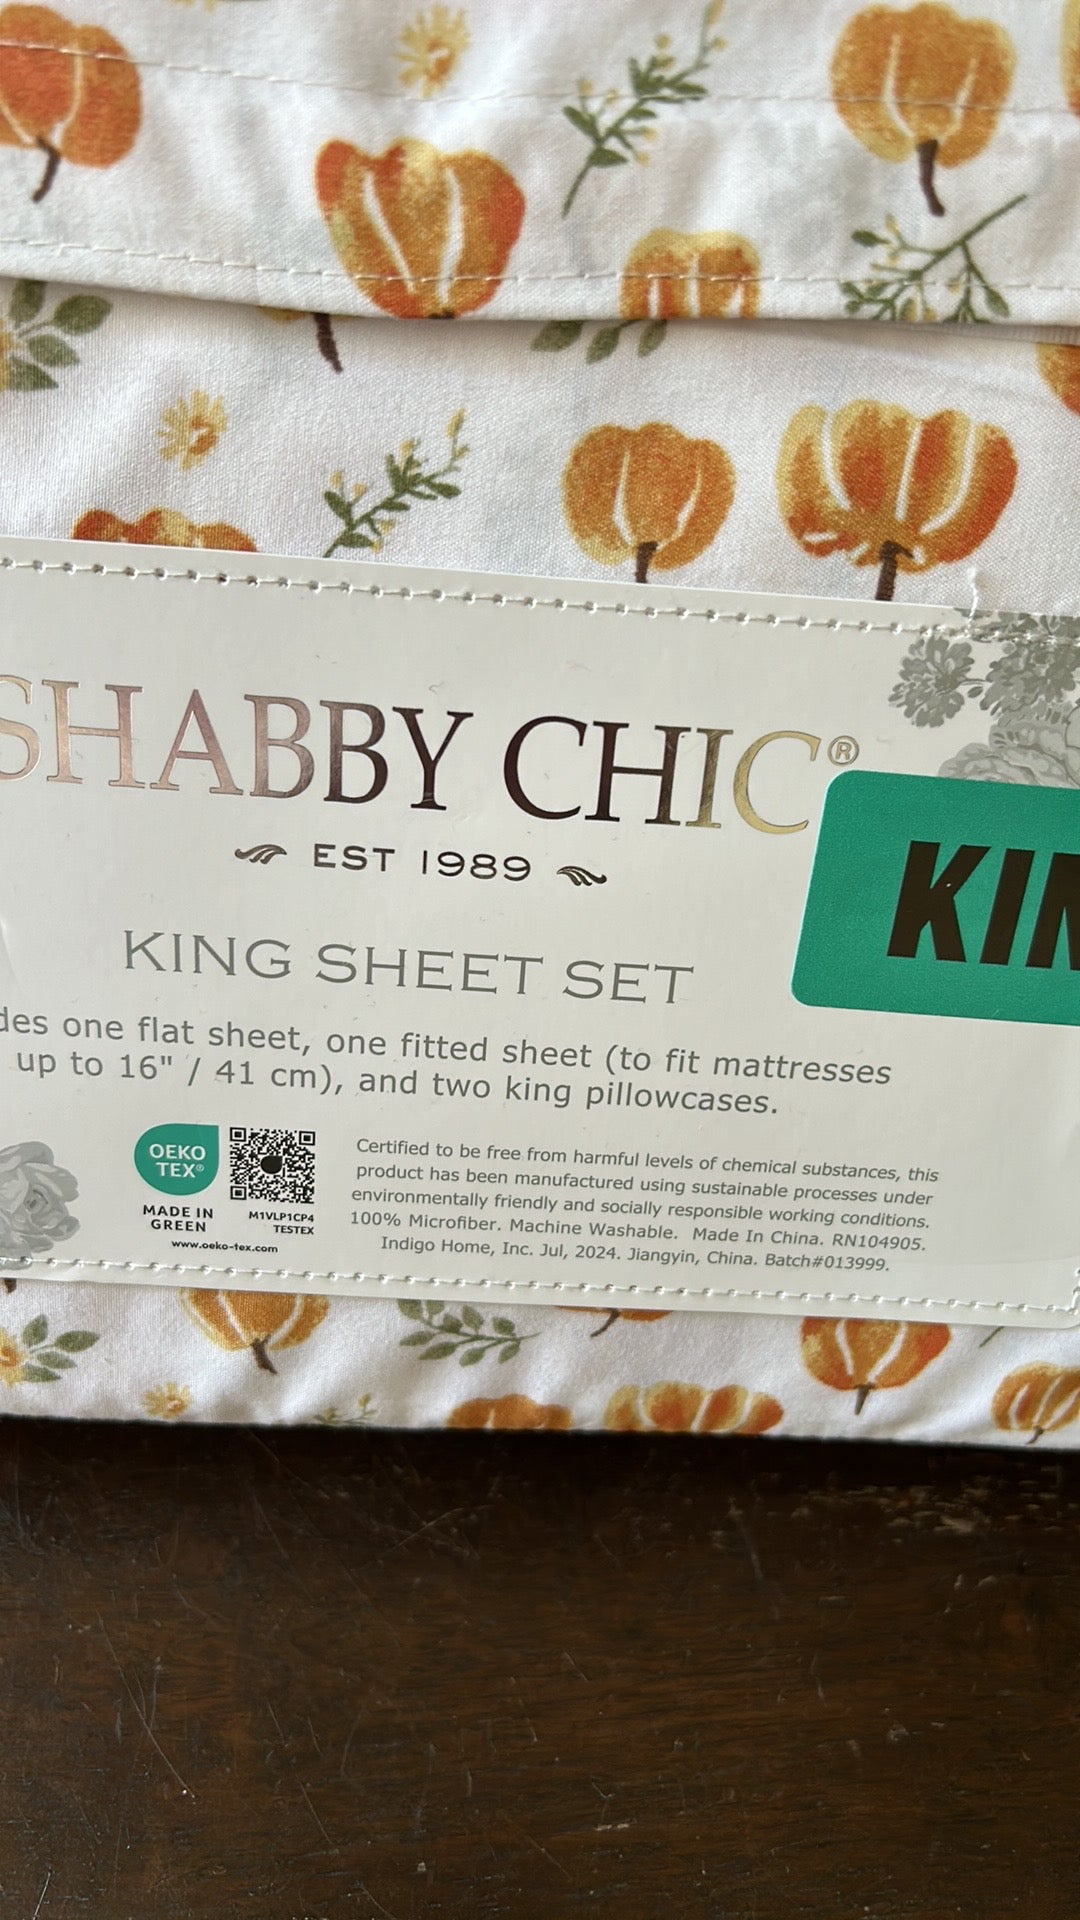 SHABBY CHIC®
EST 1989
KIN
KING SHEET SET
des one flat sheet, one fitted sheet (to fit mattresses
up to 16" / 41 cm), and two king pillowcases.
OEKO
TEX®
MADE IN
GREEN
www.oeko-tex.com
M1VLP1CP4
TESTEX
Certified to be free from harmful levels of chemical substances, this
product has been manufactured using sustainable processes under
environmentally friendly and socially responsible working conditions.
100% Microfiber. Machine Washable. Made In China. RN104905.
Indigo Home, Inc. Jul, 2024. Jiangyin, China. Batch#013999.